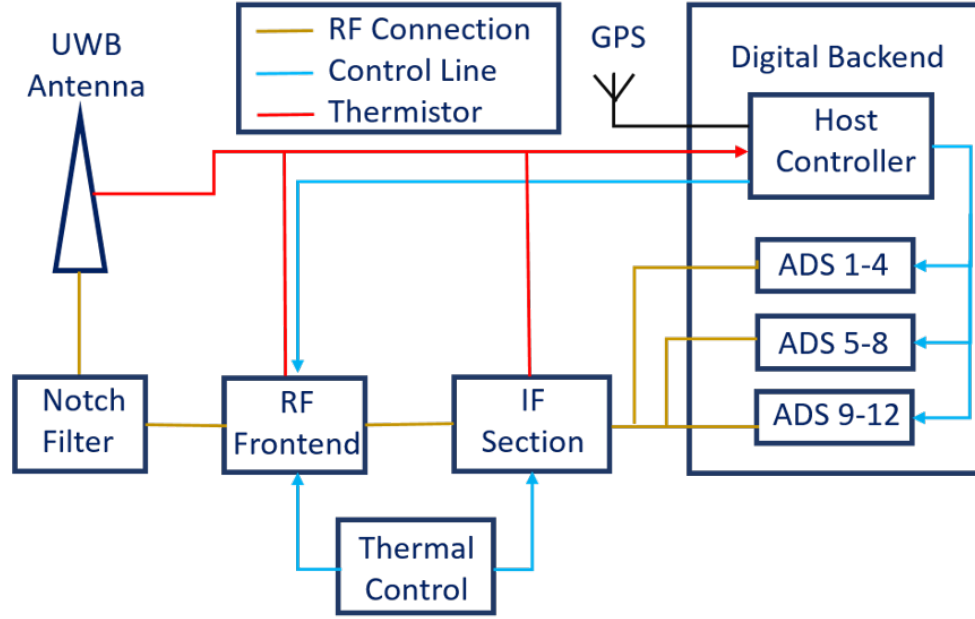 UWB
Antenna
RF Connection
Control Line
Thermistor
GPS
Digital Backend
Host
Controller
ADS 1-4
ADS 5-8
ADS 9-12
Notch
Filter
RF
Frontend
IF
Section
Thermal
Control